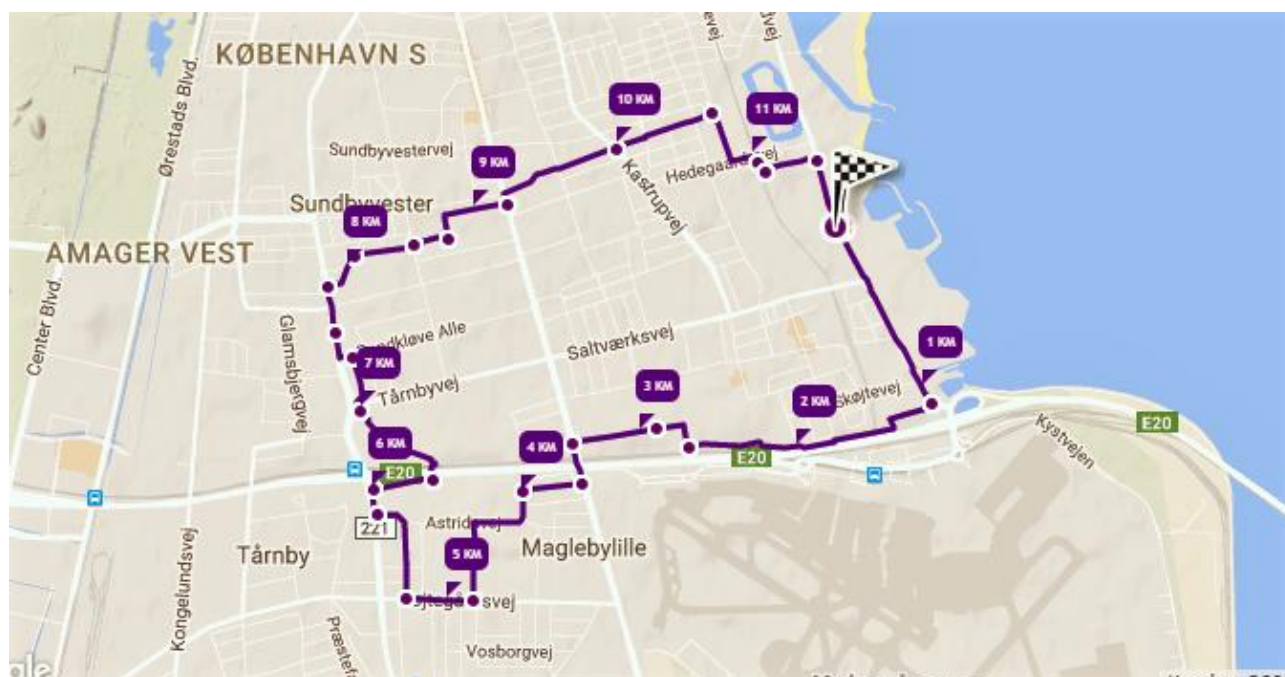 KØBENHAVN S
Ørestads Blvd.
10 KM
11 KM
Sundbyvestervej
9 KM
Hedegaardsvej
Kastrupvej
Sundbyvester
8 KM
AMAGER VEST
Center Blvd.
Glamsbjergvej
Saltværksvej
1 KM
7 KM
Tårnbyvej
3 KM
2 KM
Skøjtevej
6 KM
4 KM
E20
E20
E20
Kystvejen
221
Astridsvej
Tårnby
Maglebylille
5 KM
Kongelundsvej
Vosborgvej